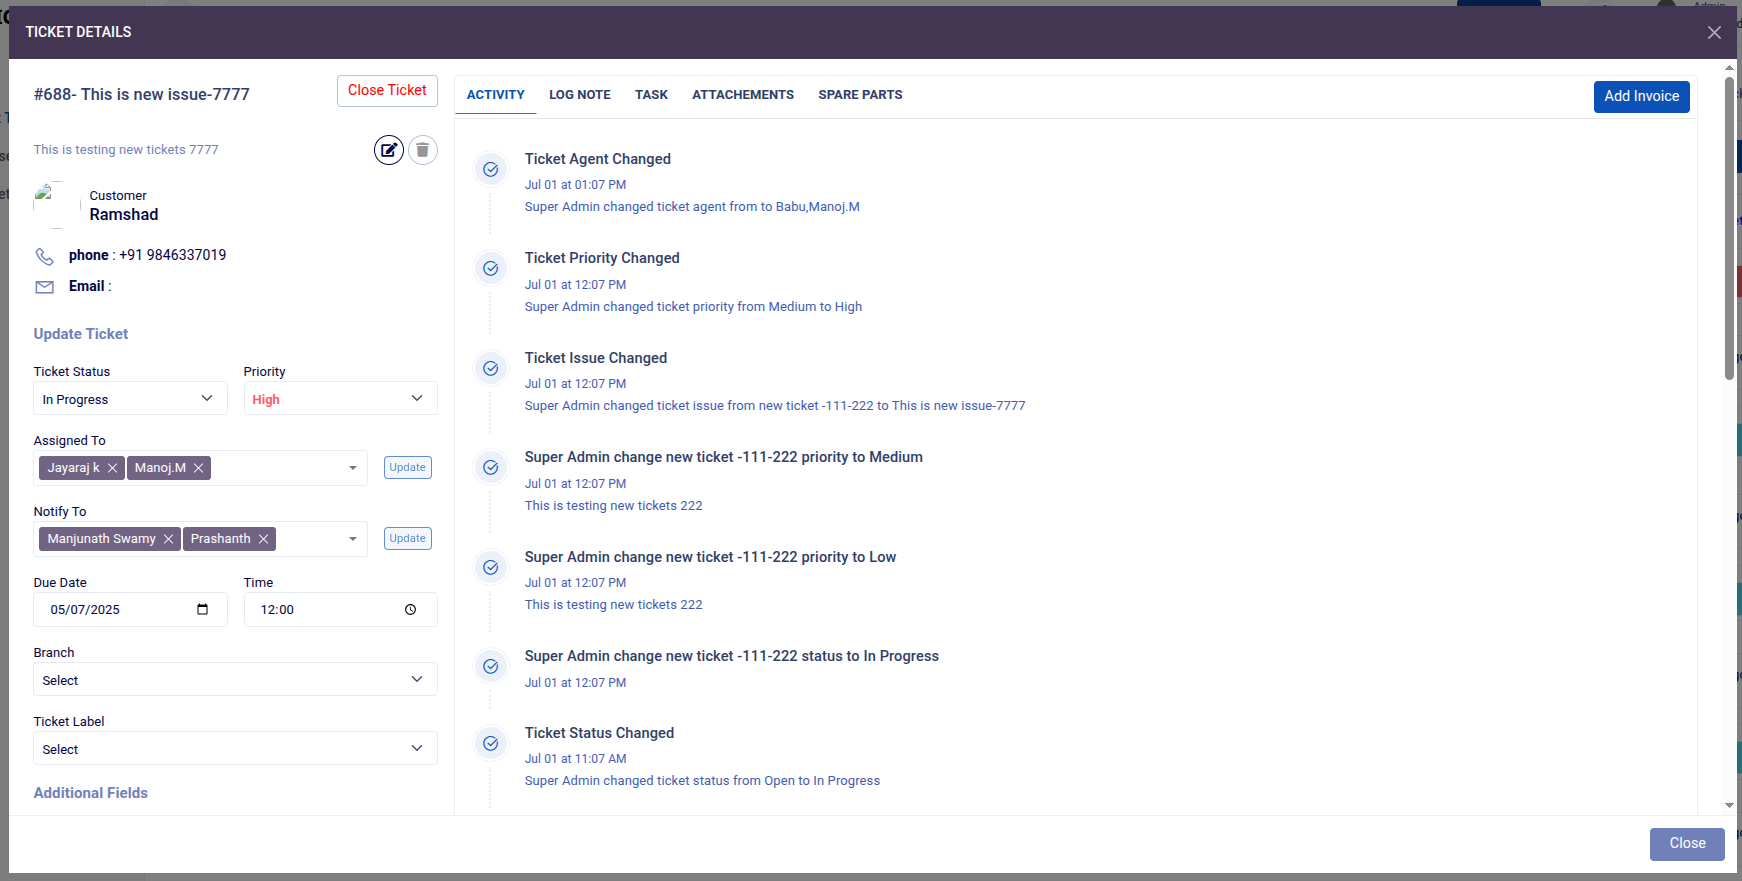 Admin
TICKET DETAILS
#688- This is new issue-7777
Close Ticket
This is testing new tickets 7777
Customer
Ramshad
phone : +91 9846337019
Email :
Update Ticket
Ticket Status
Priority
In Progress
High
Assigned To
Jayaraj k
Manoj.M
Update
Notify To
Manjunath Swamy
Prashanth
Update
Due Date
Time
05/07/2025
12:00
Branch
Select
Ticket Label
Select
Additional Fields
ACTIVITY
LOG NOTE
TASK
ATTACHEMENTS
SPARE PARTS
Add Invoice
Ticket Agent Changed
Jul 01 at 01:07 PM
Super Admin changed ticket agent from to Babu,Manoj.M
Ticket Priority Changed
Jul 01 at 12:07 PM
Super Admin changed ticket priority from Medium to High
Ticket Issue Changed
Jul 01 at 12:07 PM
Super Admin changed ticket issue from new ticket -111-222 to This is new issue-7777
Super Admin change new ticket -111-222 priority to Medium
Jul 01 at 12:07 PM
This is testing new tickets 222
Super Admin change new ticket -111-222 priority to Low
Jul 01 at 12:07 PM
This is testing new tickets 222
Super Admin change new ticket -111-222 status to In Progress
Jul 01 at 12:07 PM
Ticket Status Changed
Jul 01 at 11:07 AM
Super Admin changed ticket status from Open to In Progress
Close